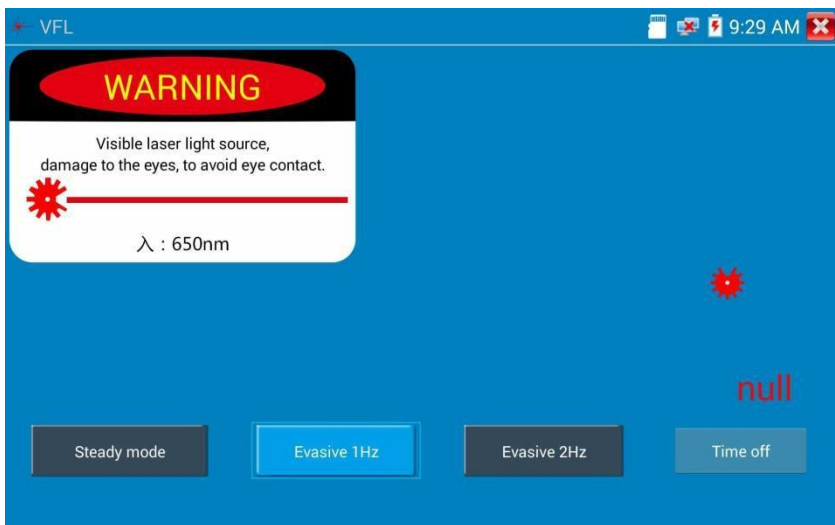 VFL
9:29 AM
WARNING
Visible laser light source,
damage to the eyes, to avoid eye contact.
入 : 650nm
null
Steady mode
Evasive 1Hz
Evasive 2Hz
Time off